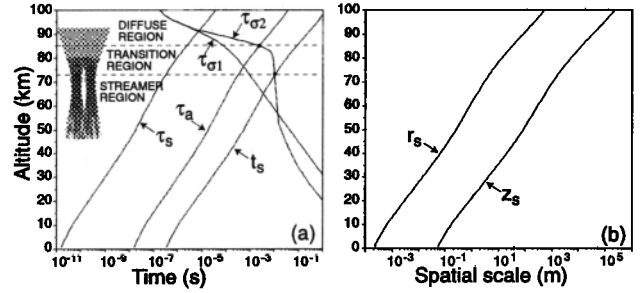 100
90
80
70
60
50
40
30
20
10
0
Altitude (km)
DIFFUSE
REGION
TRANSITION
REGION
STREAMER
REGION
τσ2
τσ1
τa
τs
ts
(a)
10⁻¹¹ 10⁻⁹ 10⁻⁷ 10⁻⁵ 10⁻³ 10⁻¹
Time (s)
100
90
80
70
60
50
40
30
20
10
0
rs
zs
(b)
10⁻³ 10⁻¹ 10¹ 10³ 10⁵
Spatial scale (m)